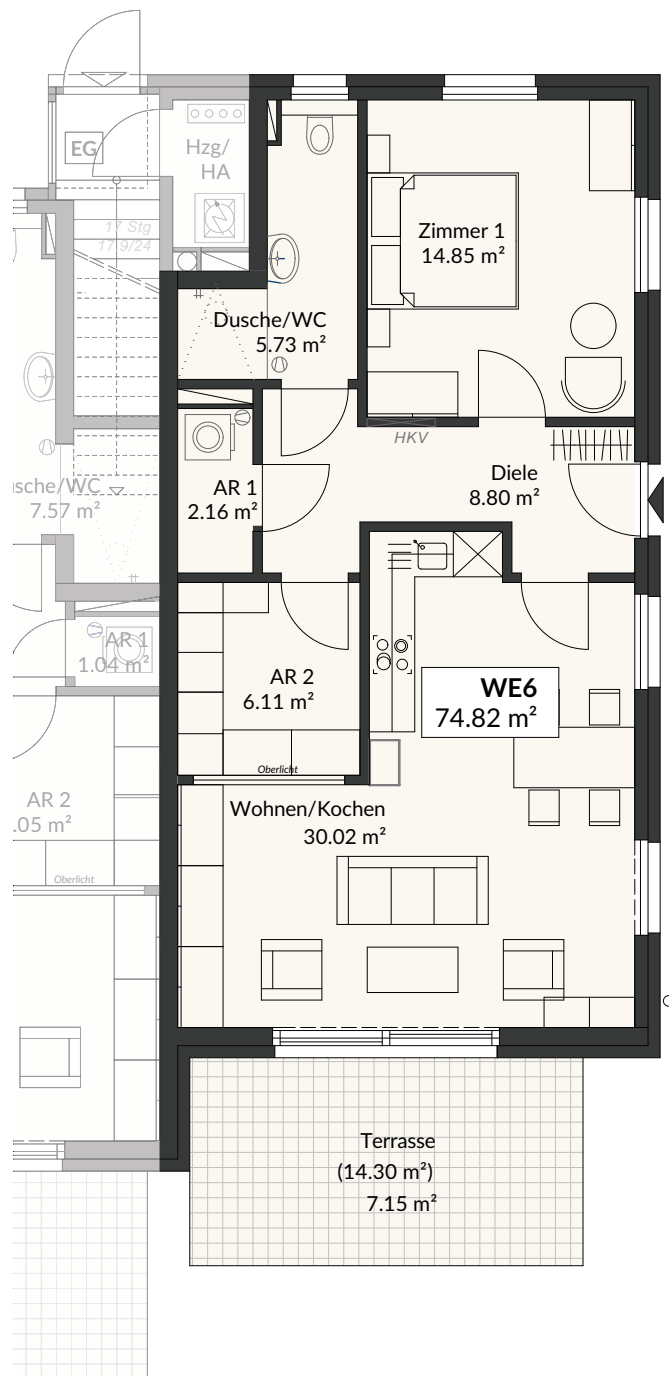 EG
Hzg/
HA
17 Stg
17.9/24
Zimmer 1
14.85 m²
Dusche/WC
5.73 m²
HKV
Diele
8.80 m²
AR 1
2.16 m²
sche/WC
7.57 m²
AR 1
1.04 m²
AR 2
6.11 m²
WE6
74.82 m²
Oberlicht
AR 2
.05 m²
Wohnen/Kochen
30.02 m²
Oberlicht
Terrasse
(14.30 m²)
7.15 m²